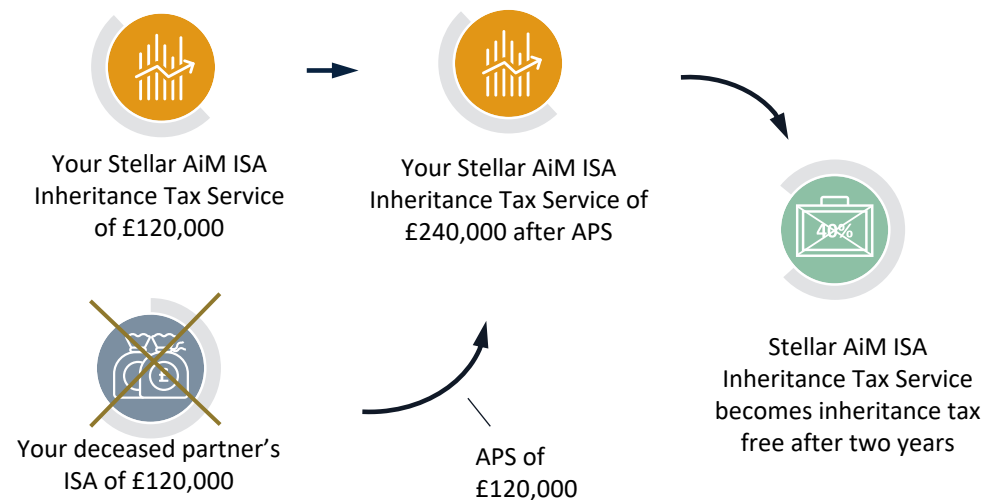 Your Stellar AiM ISA
Inheritance Tax Service
of £120,000
Your Stellar AiM ISA
Inheritance Tax Service of
£240,000 after APS
40%
Stellar AiM ISA
Inheritance Tax Service
becomes inheritance tax
free after two years
£
Your deceased partner’s
ISA of £120,000
APS of
£120,000